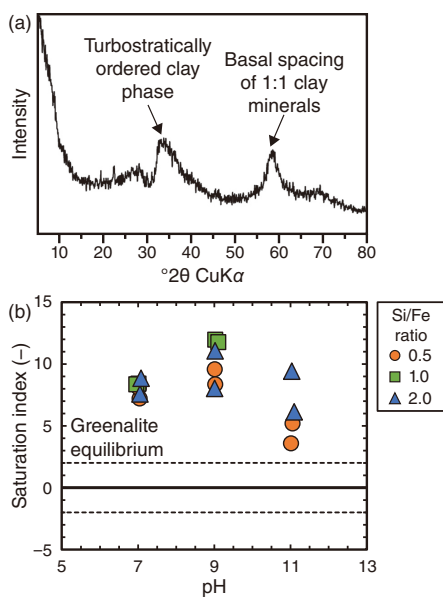 (a)
Turbostratically
ordered clay
phase
Basal spacing
of 1:1 clay
minerals
Intensity
10 20 30 40 50 60 70 80
°2θ CuKα
(b)
15
10
5
0
−5
Saturation index (−)
Greenalite
equilibrium
5 7 9 11 13
pH
Si/Fe
ratio
0.5
1.0
2.0